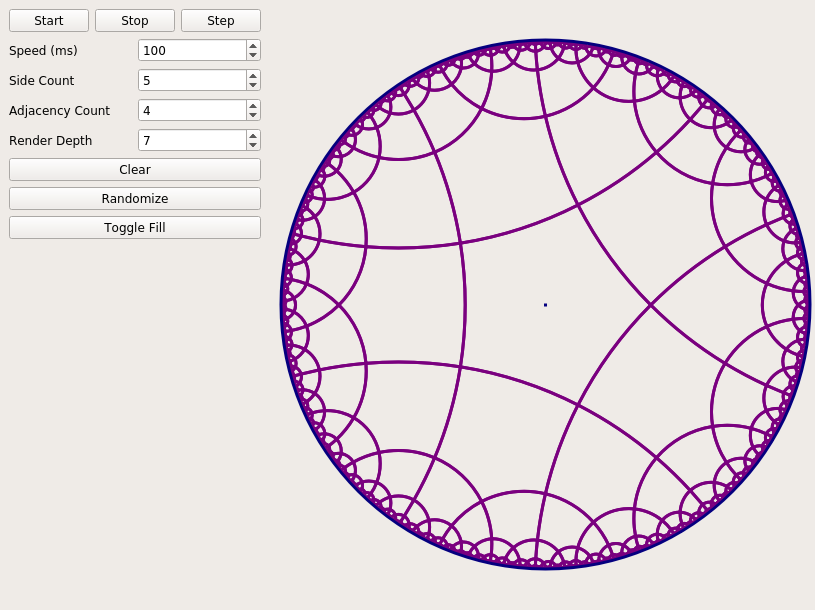 Start Stop Step
Speed (ms) 100
Side Count 5
Adjacency Count 4
Render Depth 7
Clear
Randomize
Toggle Fill